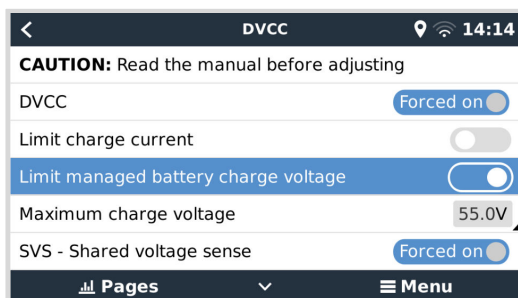 DVCC 14:14
CAUTION: Read the manual before adjusting
DVCC Forced on
Limit charge current
Limit managed battery charge voltage
Maximum charge voltage 55.0V
SVS - Shared voltage sense Forced on
Pages Menu